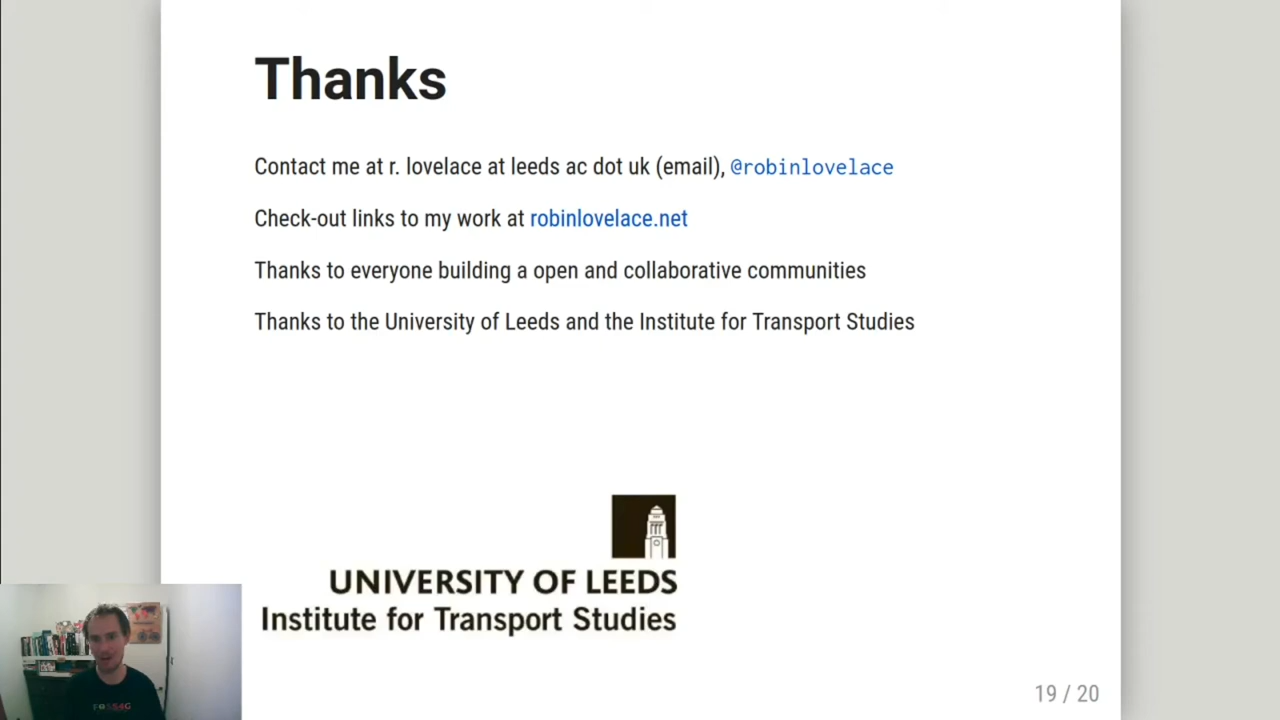 Thanks
Contact me at r. lovelace at leeds ac dot uk (email), @robinlovelace
Check-out links to my work at robinlovelace.net
Thanks to everyone building a open and collaborative communities
Thanks to the University of Leeds and the Institute for Transport Studies
UNIVERSITY OF LEEDS
Institute for Transport Studies
FOSS4G
19 / 20